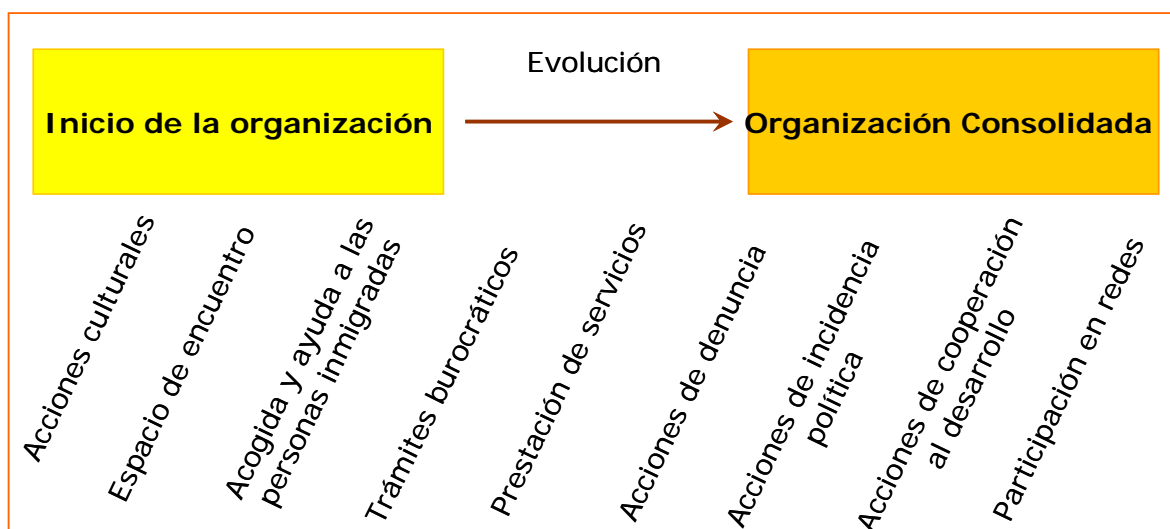 Evolución
Inicio de la organización
Organización Consolidada
Acciones culturales
Espacio de encuentro
Acogida y ayuda a las
personas inmigradas
Trámites burocráticos
Prestación de servicios
Acciones de denuncia
Acciones de incidencia
política
Acciones de cooperación
al desarrollo
Participación en redes